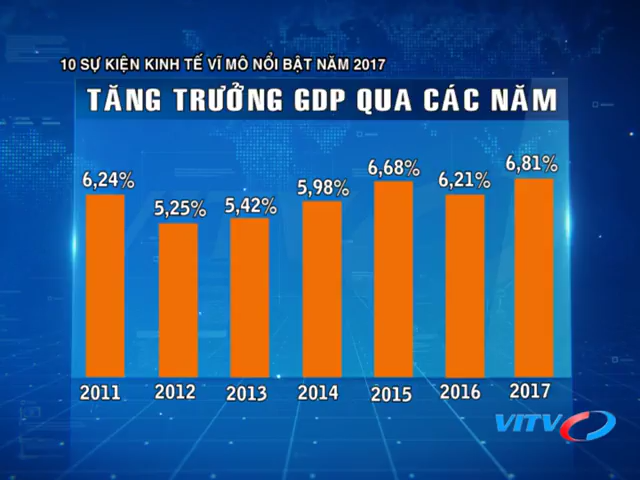 10 SỰ KIỆN KINH TẾ VĨ MÔ NỔI BẬT NĂM 2017
TĂNG TRƯỞNG GDP QUA CÁC NĂM
6,24% 5,25% 5,42% 5,98% 6,68% 6,21% 6,81%
2011 2012 2013 2014 2015 2016 2017
VITV